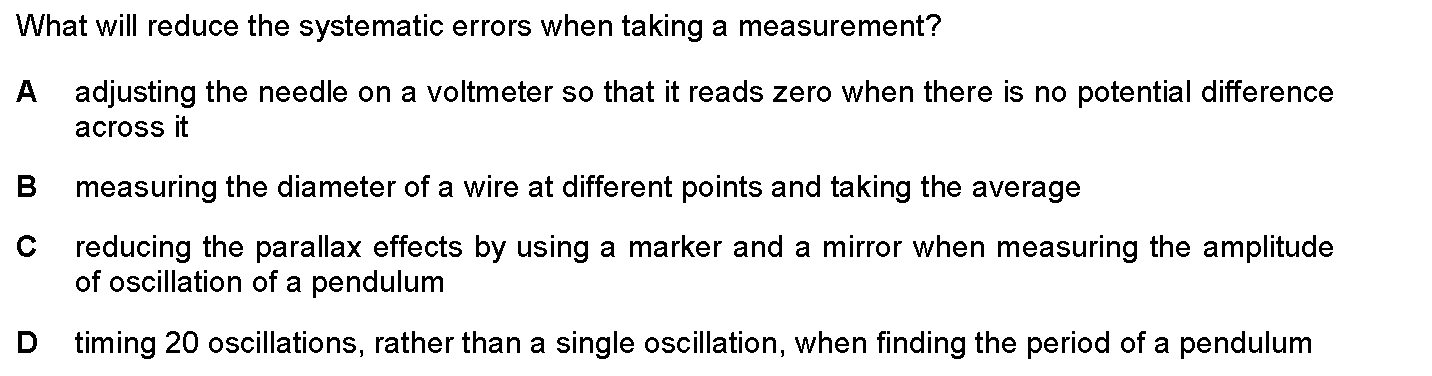 What will reduce the systematic errors when taking a measurement?
A adjusting the needle on a voltmeter so that it reads zero when there is no potential difference
across it
B measuring the diameter of a wire at different points and taking the average
C reducing the parallax effects by using a marker and a mirror when measuring the amplitude
of oscillation of a pendulum
D timing 20 oscillations, rather than a single oscillation, when finding the period of a pendulum